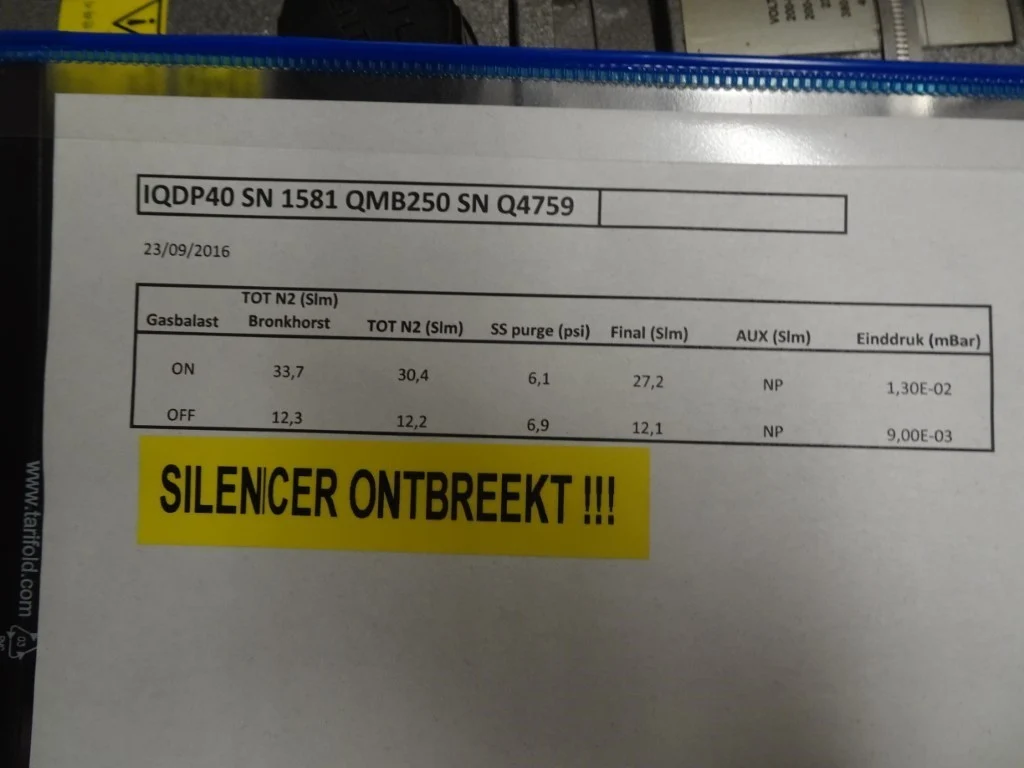 VOLT
200-
IQDP40 SN 1581 QMB250 SN Q4759
23/09/2016
TOT N2 (Slm)
Gasbalast Bronkhorst TOT N2 (Slm) SS purge (psi) Final (Slm) AUX (Slm) Einddruk (mBar)
ON 33,7 30,4 6,1 27,2 NP 1,30E-02
OFF 12,3 12,2 6,9 12,1 NP 9,00E-03
SILENCER ONTBREEKT !!!
www.tarifold.com
03